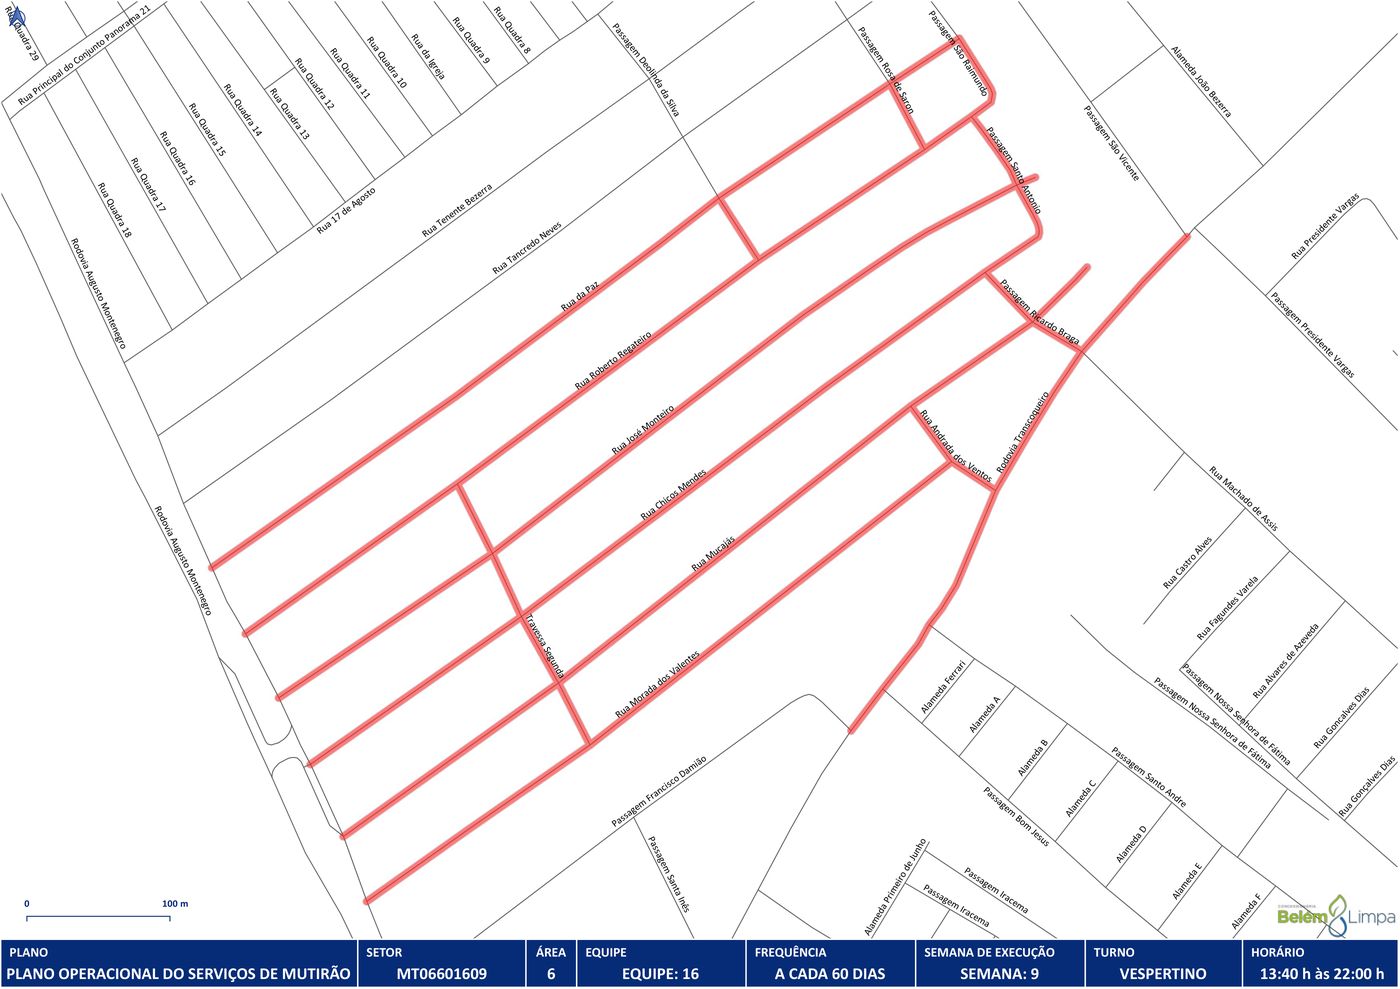 Rua Quadra 29
Rua Principal do Conjunto Panorama 21
Rua Quadra 18
Rua Quadra 17
Rua Quadra 16
Rua Quadra 15
Rua Quadra 14
Rua Quadra 13
Rua Quadra 12
Rua Quadra 11
Rua Quadra 10
Rua da Igreja
Rua Quadra 9
Rua Quadra 8
Rua 17 de Agosto
Rua Tenente Bezerra
Rua Tancredo Neves
Passagem Deolinda da Silva
Passagem Rosa de Saron
Passagem São Raimundo
Passagem Santo Antonio
Passagem São Vicente
Alameda João Bezerra
Rua Presidente Vargas
Passagem Presidente Vargas
Rodovia Augusto Montenegro
Rodovia Augusto Montenegro
Rua da Paz
Rua Roberto Regateiro
Rua José Monteiro
Rua Chicos Mendes
Rua Mucajás
Rua Morada dos Valentes
Travessa Segunda
Passagem Ricardo Braga
Rua Andrada dos Ventos
Rodovia Transcoqueiro
Rua Machado de Assis
Rua Castro Alves
Rua Fagundes Varela
Rua Alvares de Azeveda
Passagem Nossa Senhora de Fátima
Passagem Nossa Senhora de Fátima
Rua Goncalves Dias
Rua Gonçalves Dias
Alameda Ferrari
Alameda A
Alameda B
Alameda C
Alameda D
Alameda E
Alameda F
Passagem Santo Andre
Passagem Bom Jesus
Passagem Francisco Damião
Passagem Santa Inês
Alameda Primeiro de Junho
Passagem Iracema
Passagem Iracema
0 100 m
CONCESSIONÁRIA
Belém Limpa
PLANO
PLANO OPERACIONAL DO SERVIÇOS DE MUTIRÃO
SETOR
MT06601609
ÁREA
6
EQUIPE
EQUIPE: 16
FREQUÊNCIA
A CADA 60 DIAS
SEMANA DE EXECUÇÃO
SEMANA: 9
TURNO
VESPERTINO
HORÁRIO
13:40 h às 22:00 h